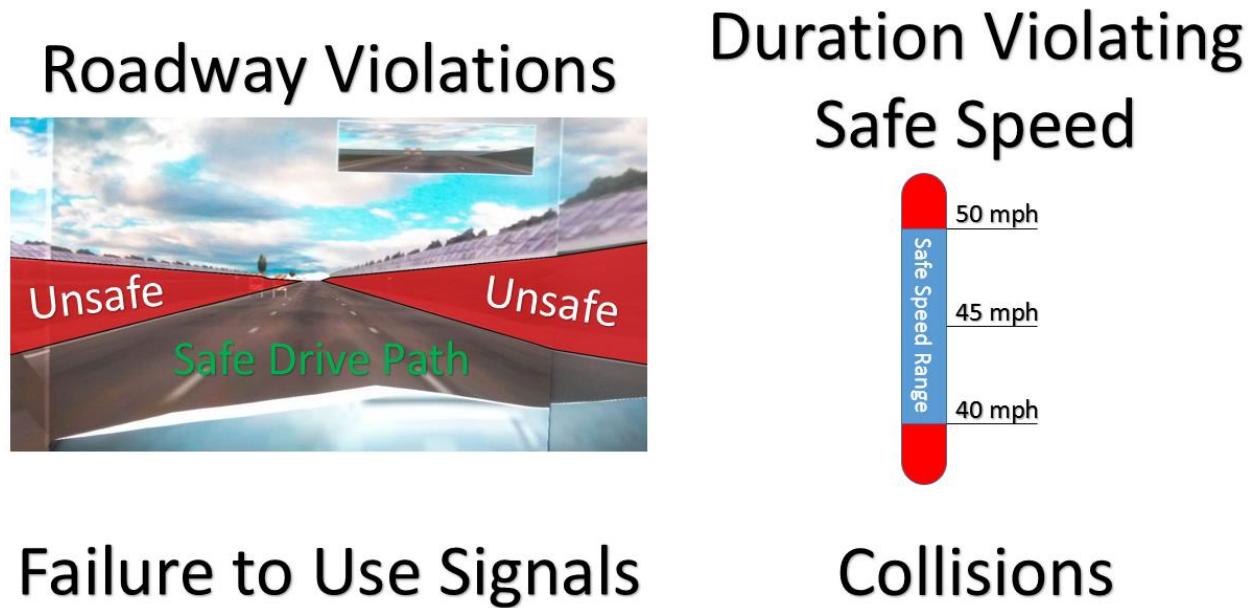 Roadway Violations
Unsafe
Unsafe
Safe Drive Path
Duration Violating
Safe Speed
50 mph
45 mph
40 mph
Safe Speed Range
Failure to Use Signals
Collisions